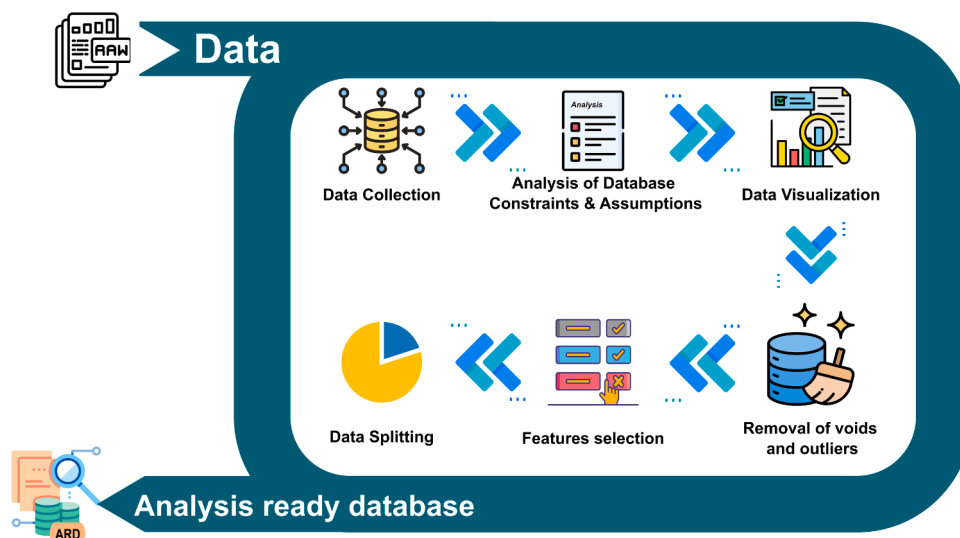 RAW
Data
Analysis
Data Collection
Analysis of Database
Constraints & Assumptions
Data Visualization
Data Splitting
Features selection
Removal of voids
and outliers
Analysis ready database
ARD